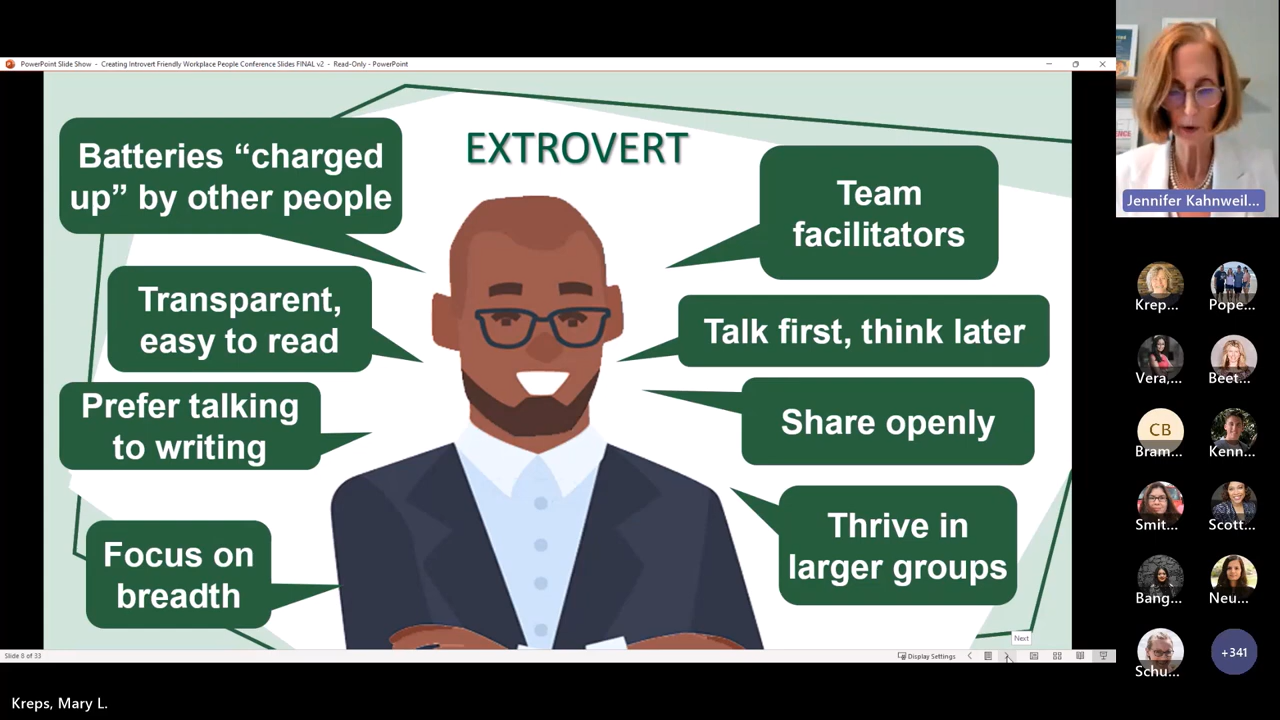 PowerPoint Slide Show - Creating Introvert Friendly Workplace People Conference Slides FINAL v2 - Read-Only - PowerPoint
EXTROVERT
Batteries “charged
up” by other people
Transparent,
easy to read
Prefer talking
to writing
Focus on
breadth
Team
facilitators
Talk first, think later
Share openly
Thrive in
larger groups
Next
Slide 8 of 33
Display Settings
Jennifer Kahnweil...
Krep...
Pope...
Vera,...
Beet...
CB
Bram...
Kenn...
Smit...
Scott...
Bang...
Neu...
Schu...
+341
Kreps, Mary L.